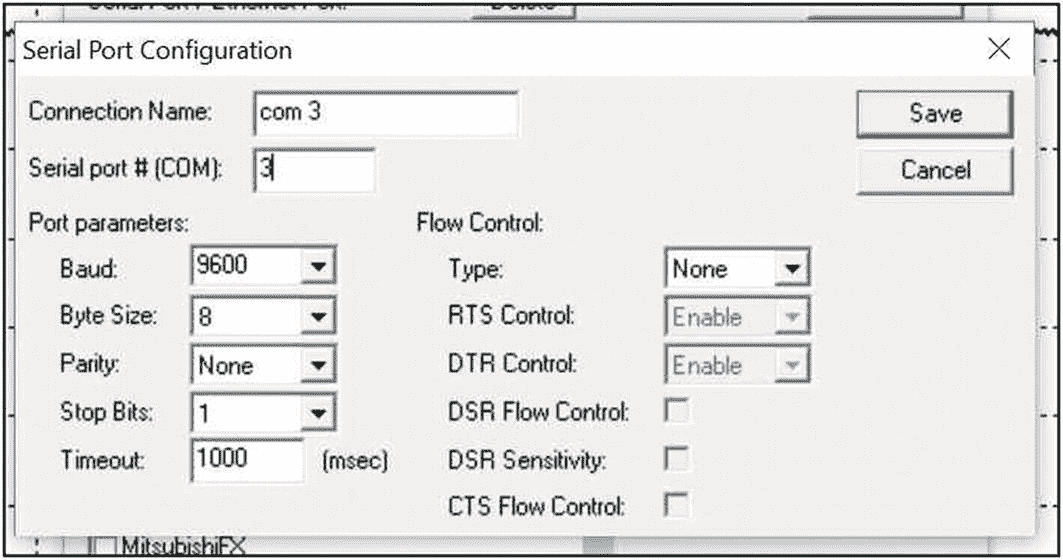 Serial Port Configuration
Connection Name: com 3 Save
Serial port # (COM): 3 Cancel
Port parameters: Flow Control:
Baud: 9600 Type: None
Byte Size: 8 RTS Control: Enable
Parity: None DTR Control: Enable
Stop Bits: 1 DSR Flow Control:
Timeout: 1000 (msec) DSR Sensitivity:
CTS Flow Control:
MitsubishiFX